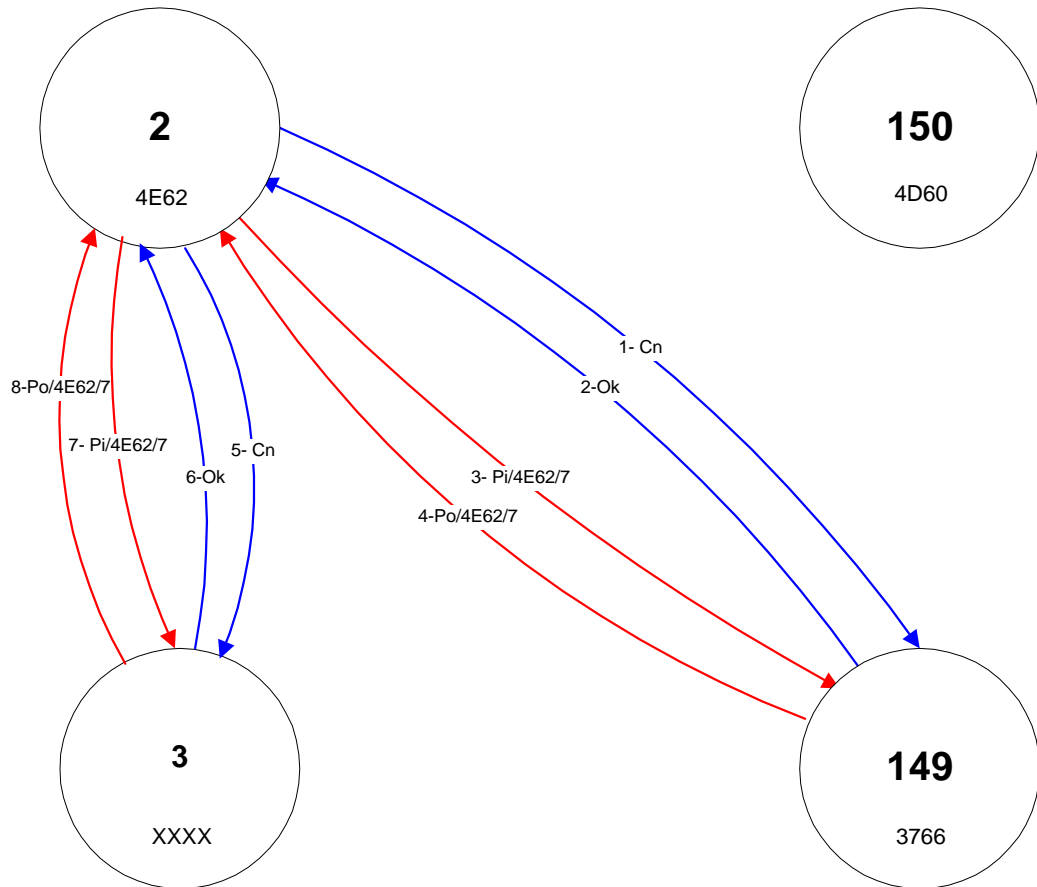 2
4E62
150
4D60
1- Cn
2-Ok
8-Po/4E62/7
7- Pi/4E62/7
5- Cn
6-Ok
3- Pi/4E62/7
4-Po/4E62/7
3
XXXX
149
3766